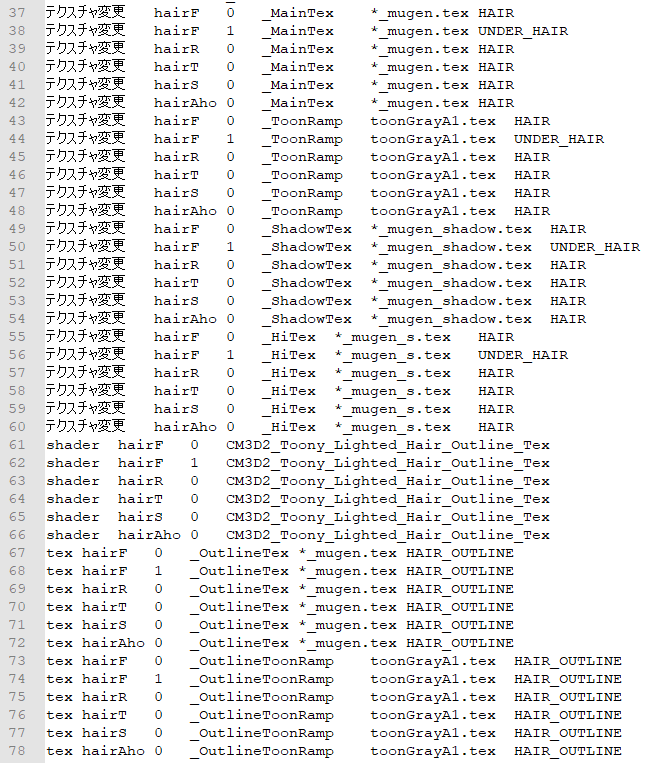 37 テクスチャ変更 hairF 0 _MainTex *_mugen.tex HAIR
38 テクスチャ変更 hairF 1 _MainTex *_mugen.tex UNDER_HAIR
39 テクスチャ変更 hairR 0 _MainTex *_mugen.tex HAIR
40 テクスチャ変更 hairT 0 _MainTex *_mugen.tex HAIR
41 テクスチャ変更 hairS 0 _MainTex *_mugen.tex HAIR
42 テクスチャ変更 hairAho 0 _MainTex *_mugen.tex HAIR
43 テクスチャ変更 hairF 0 _ToonRamp toonGrayA1.tex HAIR
44 テクスチャ変更 hairF 1 _ToonRamp toonGrayA1.tex UNDER_HAIR
45 テクスチャ変更 hairR 0 _ToonRamp toonGrayA1.tex HAIR
46 テクスチャ変更 hairT 0 _ToonRamp toonGrayA1.tex HAIR
47 テクスチャ変更 hairS 0 _ToonRamp toonGrayA1.tex HAIR
48 テクスチャ変更 hairAho 0 _ToonRamp toonGrayA1.tex HAIR
49 テクスチャ変更 hairF 0 _ShadowTex *_mugen_shadow.tex HAIR
50 テクスチャ変更 hairF 1 _ShadowTex *_mugen_shadow.tex UNDER_HAIR
51 テクスチャ変更 hairR 0 _ShadowTex *_mugen_shadow.tex HAIR
52 テクスチャ変更 hairT 0 _ShadowTex *_mugen_shadow.tex HAIR
53 テクスチャ変更 hairS 0 _ShadowTex *_mugen_shadow.tex HAIR
54 テクスチャ変更 hairAho 0 _ShadowTex *_mugen_shadow.tex HAIR
55 テクスチャ変更 hairF 0 _HiTex *_mugen_s.tex HAIR
56 テクスチャ変更 hairF 1 _HiTex *_mugen_s.tex UNDER_HAIR
57 テクスチャ変更 hairR 0 _HiTex *_mugen_s.tex HAIR
58 テクスチャ変更 hairT 0 _HiTex *_mugen_s.tex HAIR
59 テクスチャ変更 hairS 0 _HiTex *_mugen_s.tex HAIR
60 テクスチャ変更 hairAho 0 _HiTex *_mugen_s.tex HAIR
61 shader hairF 0 CM3D2_Toony_Lighted_Hair_Outline_Tex
62 shader hairF 1 CM3D2_Toony_Lighted_Hair_Outline_Tex
63 shader hairR 0 CM3D2_Toony_Lighted_Hair_Outline_Tex
64 shader hairT 0 CM3D2_Toony_Lighted_Hair_Outline_Tex
65 shader hairS 0 CM3D2_Toony_Lighted_Hair_Outline_Tex
66 shader hairAho 0 CM3D2_Toony_Lighted_Hair_Outline_Tex
67 tex hairF 0 _OutlineTex *_mugen.tex HAIR_OUTLINE
68 tex hairF 1 _OutlineTex *_mugen.tex HAIR_OUTLINE
69 tex hairR 0 _OutlineTex *_mugen.tex HAIR_OUTLINE
70 tex hairT 0 _OutlineTex *_mugen.tex HAIR_OUTLINE
71 tex hairS 0 _OutlineTex *_mugen.tex HAIR_OUTLINE
72 tex hairAho 0 _OutlineTex *_mugen.tex HAIR_OUTLINE
73 tex hairF 0 _OutlineToonRamp toonGrayA1.tex HAIR_OUTLINE
74 tex hairF 1 _OutlineToonRamp toonGrayA1.tex HAIR_OUTLINE
75 tex hairR 0 _OutlineToonRamp toonGrayA1.tex HAIR_OUTLINE
76 tex hairT 0 _OutlineToonRamp toonGrayA1.tex HAIR_OUTLINE
77 tex hairS 0 _OutlineToonRamp toonGrayA1.tex HAIR_OUTLINE
78 tex hairAho 0 _OutlineToonRamp toonGrayA1.tex HAIR_OUTLINE